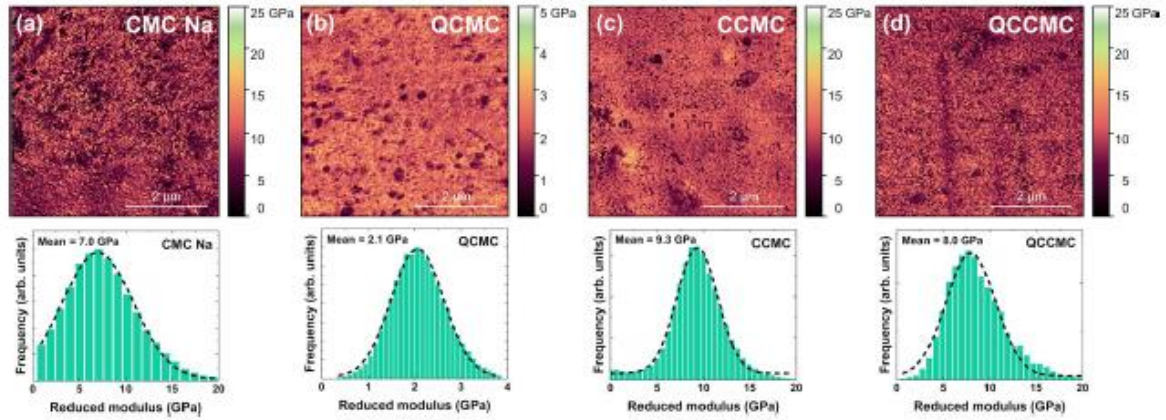 (a) CMC Na
25 GPa
20
15
10
5
0
2 µm
(b) QCMC
5 GPa
4
3
2
1
0
2 µm
(c) CCMC
25 GPa
20
15
10
5
0
2 µm
(d) QCCMC
25 GPa
20
15
10
5
0
2 µm
Mean = 7.0 GPa
CMC Na
Frequency (arb. units)
0 5 10 15 20
Reduced modulus (GPa)
Mean = 2.1 GPa
QCMC
Frequency (arb. units)
0 1 2 3 4
Reduced modulus (GPa)
Mean = 9.3 GPa
CCMC
Frequency (arb. units)
0 5 10 15 20
Reduced modulus (GPa)
Mean = 8.0 GPa
QCCMC
Frequency (arb. units)
0 5 10 15 20
Reduced modulus (GPa)